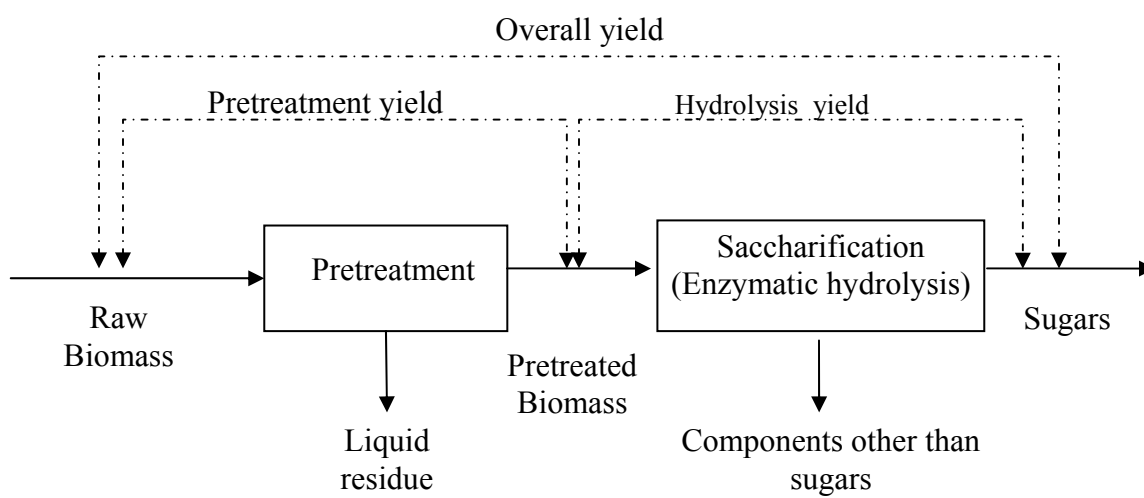 Overall yield
Pretreatment yield
Hydrolysis yield
Pretreatment
Saccharification
(Enzymatic hydrolysis)
Raw
Biomass
Pretreated
Biomass
Sugars
Liquid
residue
Components other than
sugars